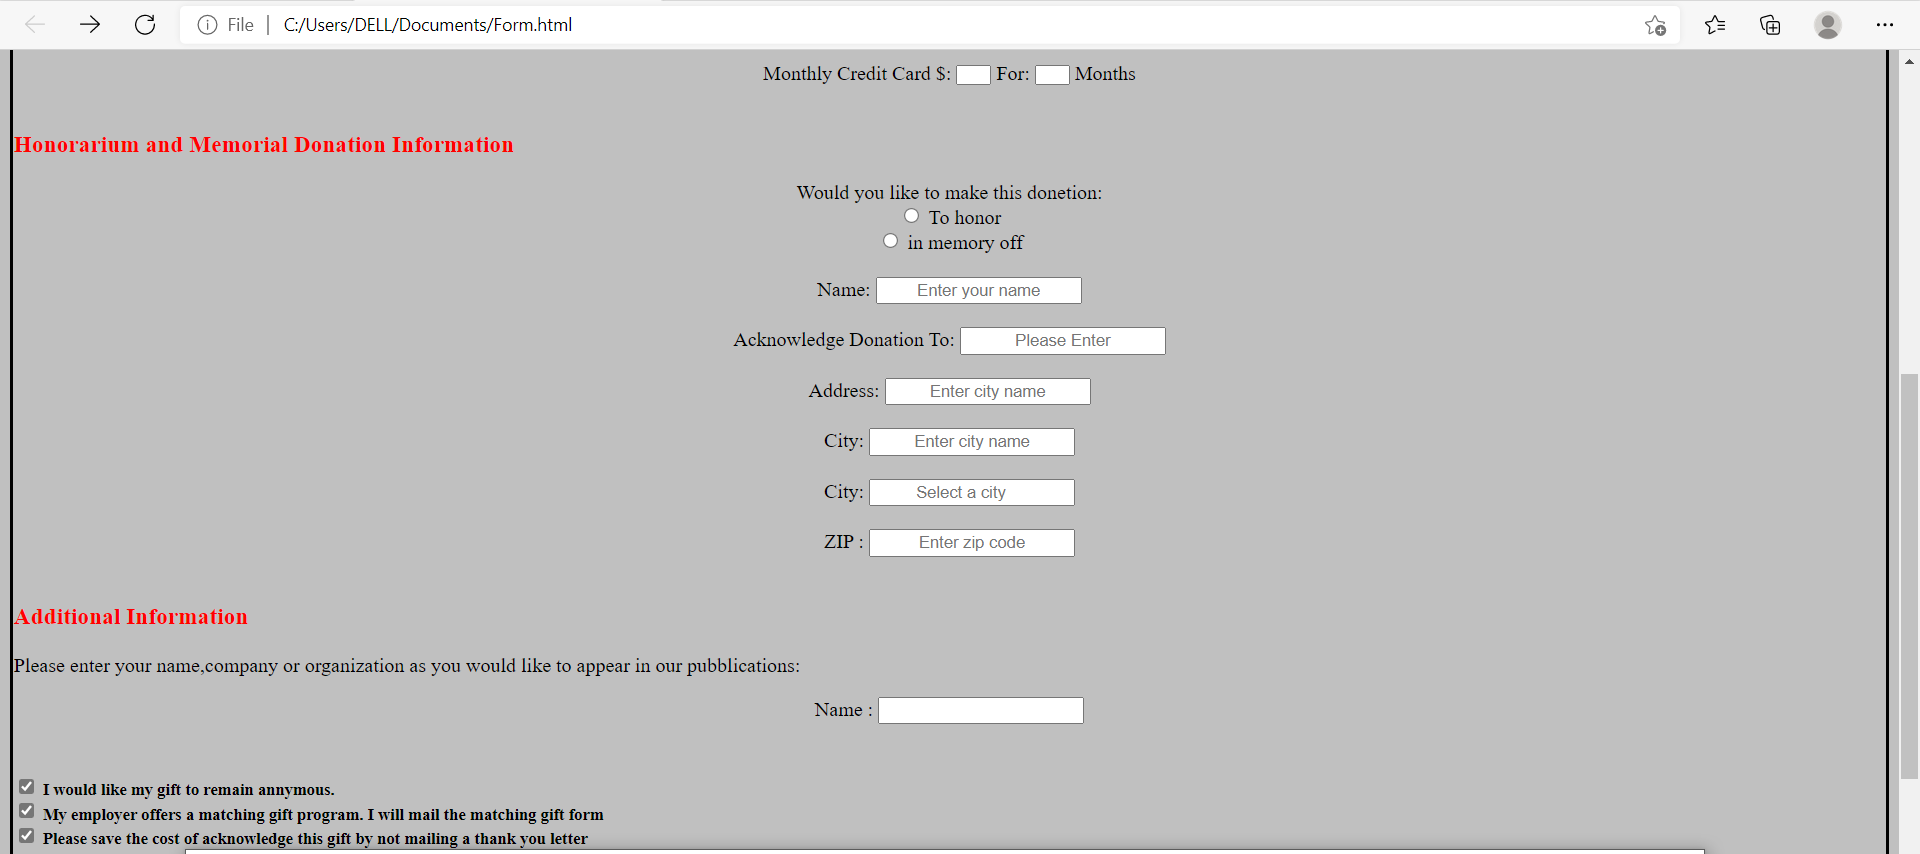 File | C:/Users/DELL/Documents/Form.html
Monthly Credit Card $: For: Months
Honorarium and Memorial Donation Information
Would you like to make this donetion:
To honor
in memory off
Name: Enter your name
Acknowledge Donation To: Please Enter
Address: Enter city name
City: Enter city name
City: Select a city
ZIP : Enter zip code
Additional Information
Please enter your name,company or organization as you would like to appear in our pubblications:
Name :
I would like my gift to remain annymous.
My employer offers a matching gift program. I will mail the matching gift form
Please save the cost of acknowledge this gift by not mailing a thank you letter